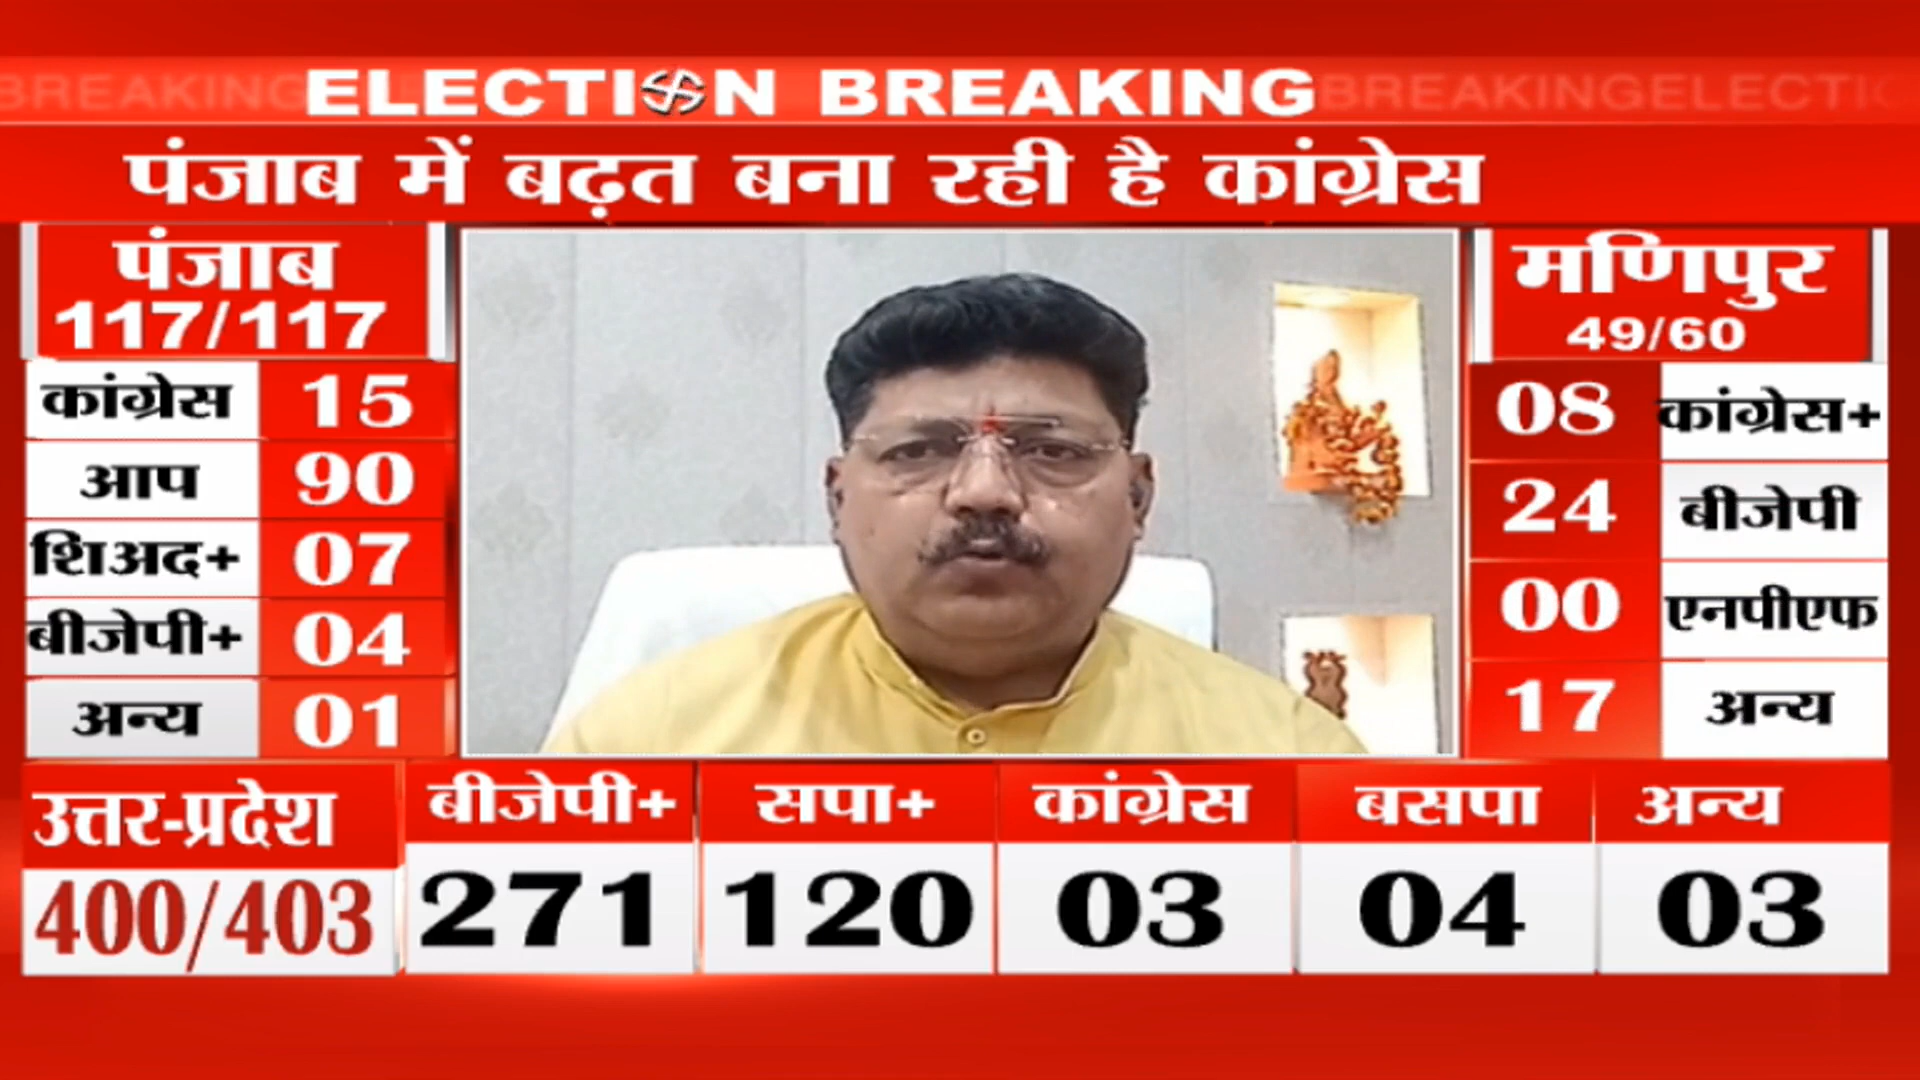 BREAKING ELECTION BREAKING BREAKINGELECTI
पंजाब में बढ़त बना रही है कांग्रेस
पंजाब
117/117
कांग्रेस 15
आप 90
शिअद+ 07
बीजेपी+ 04
अन्य 01
मणिपुर
49/60
08 कांग्रेस+
24 बीजेपी
00 एनपीएफ
17 अन्य
उत्तर-प्रदेश बीजेपी+ सपा+ कांग्रेस बसपा अन्य
400/403 271 120 03 04 03